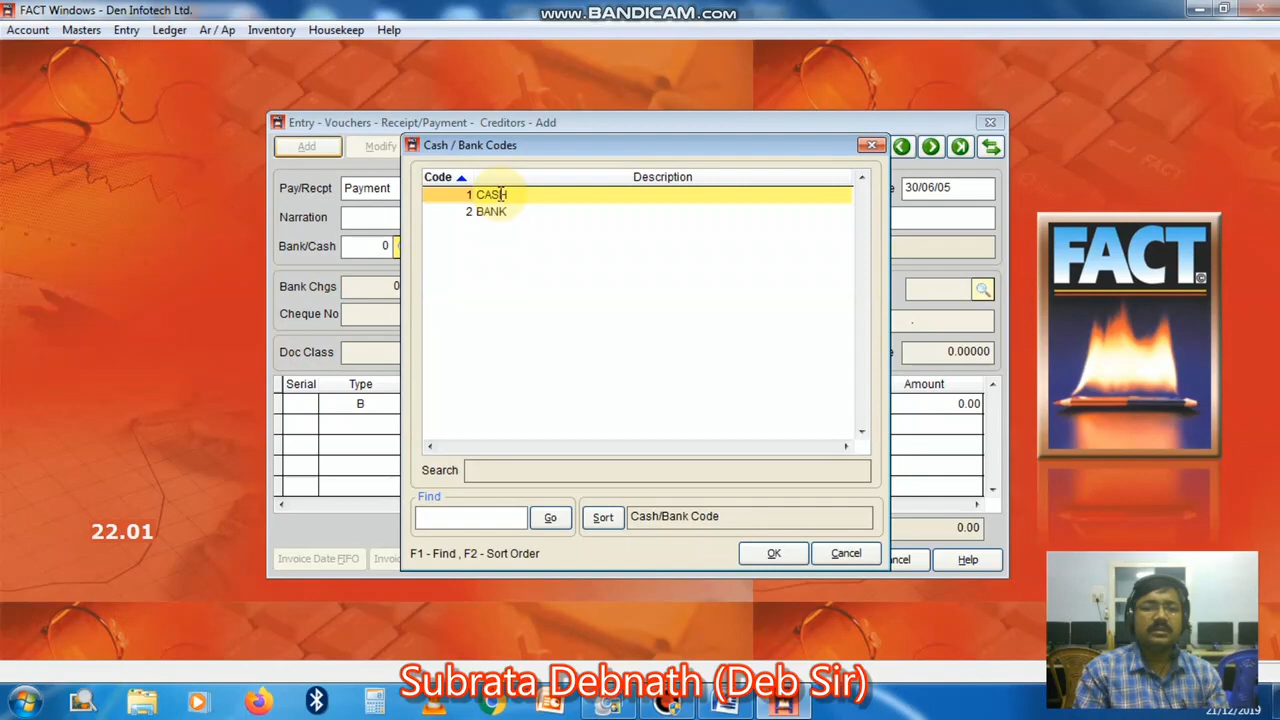 FACT Windows - Den Infotech Ltd.
www.BANDICAM.com
Account Masters Entry Ledger Ar / Ap Inventory Housekeep Help
Entry - Vouchers - Receipt/Payment - Creditors - Add
Add Modify
Cash / Bank Codes
Code Description
1 CASH
2 BANK
Pay/Recpt Payment
30/06/05
Narration
Bank/Cash 0
Bank Chgs 0
Cheque No
.
Doc Class
0.00000
Serial Type
Amount
B
0.00
Search
Find
Go Sort Cash/Bank Code
0.00
F1 - Find , F2 - Sort Order
OK Cancel
Invoice Date FIFO
Help
FACT
22.01
Subrata Debnath (Deb Sir)
21/12/2019